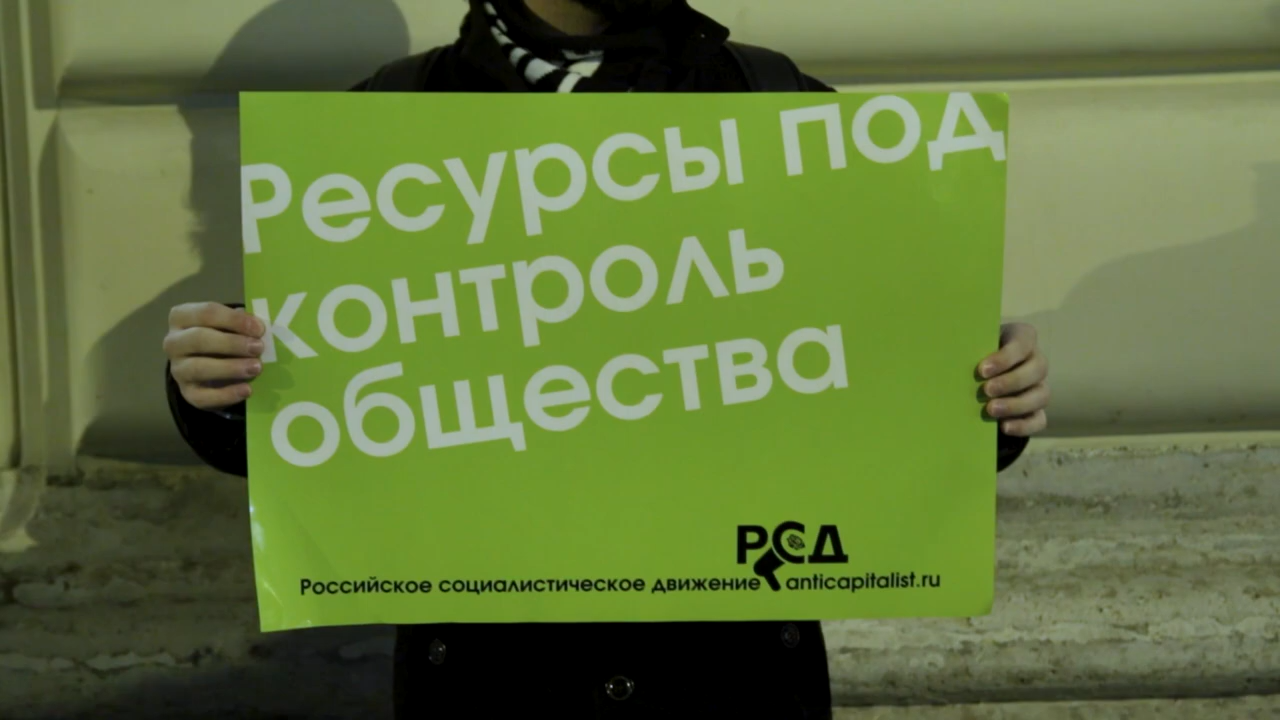 Ресурсы под
контроль
общества
РСД
Российское социалистическое движение anticapitalist.ru